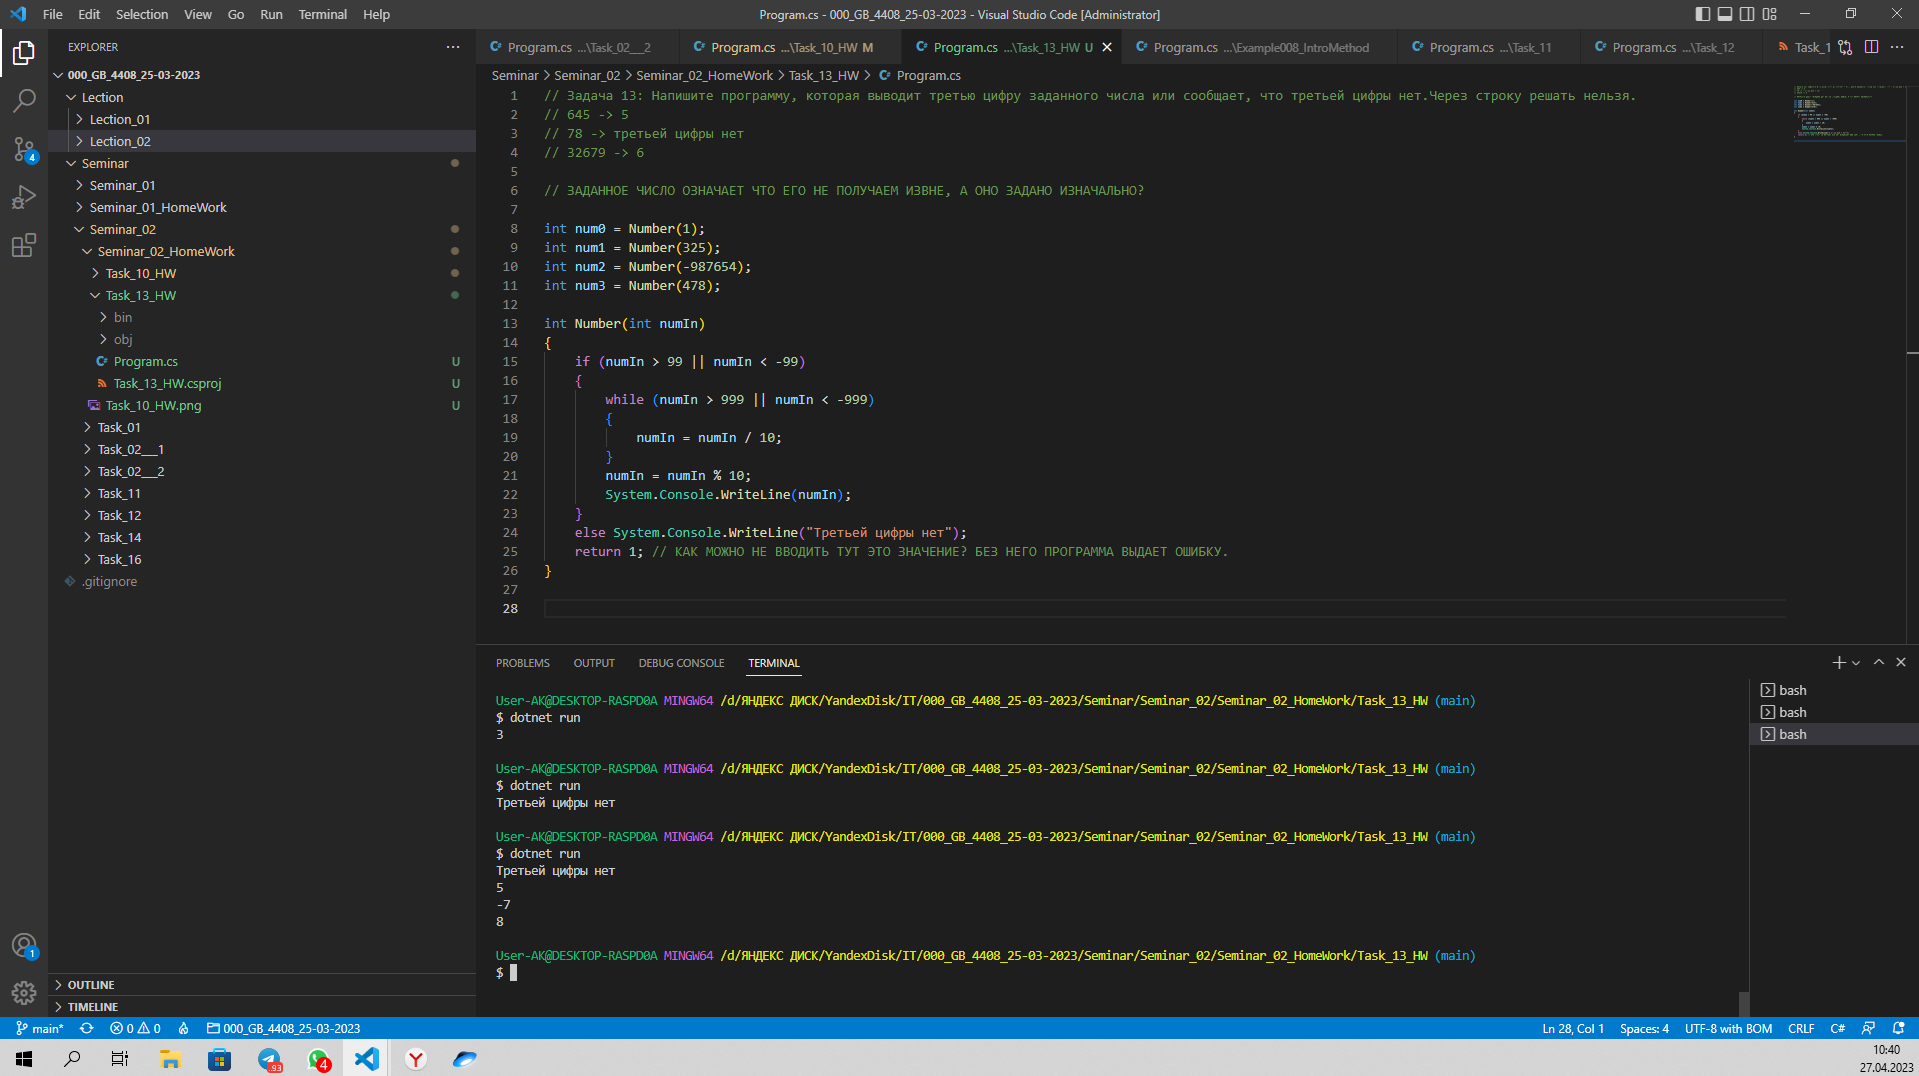 File Edit Selection View Go Run Terminal Help
Program.cs - 000_GB_4408_25-03-2023 - Visual Studio Code [Administrator]
EXPLORER
000_GB_4408_25-03-2023
Lection
Lection_01
Lection_02
Seminar
Seminar_01
Seminar_01_HomeWork
Seminar_02
Seminar_02_HomeWork
Task_10_HW
Task_13_HW
bin
obj
Program.cs U
Task_13_HW.csproj U
Task_10_HW.png U
Task_01
Task_02___1
Task_02___2
Task_11
Task_12
Task_14
Task_16
.gitignore
OUTLINE
TIMELINE
4
1
Program.cs ...\Task_02___2
Program.cs ...\Task_10_HW M
Program.cs ...\Task_13_HW U
Program.cs ...\Example008_IntroMethod
Program.cs ...\Task_11
Program.cs ...\Task_12
Task_1
Seminar > Seminar_02 > Seminar_02_HomeWork > Task_13_HW > Program.cs
1 // Задача 13: Напишите программу, которая выводит третью цифру заданного числа или сообщает, что третьей цифры нет.Через строку решать нельзя.
2 // 645 -> 5
3 // 78 -> третьей цифры нет
4 // 32679 -> 6
5
6 // ЗАДАННОЕ ЧИСЛО ОЗНАЧАЕТ ЧТО ЕГО НЕ ПОЛУЧАЕМ ИЗВНЕ, А ОНО ЗАДАНО ИЗНАЧАЛЬНО?
7
8 int num0 = Number(1);
9 int num1 = Number(325);
10 int num2 = Number(-987654);
11 int num3 = Number(478);
12
13 int Number(int numIn)
14 {
15 if (numIn > 99 || numIn < -99)
16 {
17 while (numIn > 999 || numIn < -999)
18 {
19 numIn = numIn / 10;
20 }
21 numIn = numIn % 10;
22 System.Console.WriteLine(numIn);
23 }
24 else System.Console.WriteLine("Третьей цифры нет");
25 return 1; // КАК МОЖНО НЕ ВВОДИТЬ ТУТ ЭТО ЗНАЧЕНИЕ? БЕЗ НЕГО ПРОГРАММА ВЫДАЕТ ОШИБКУ.
26 }
27
28
PROBLEMS OUTPUT DEBUG CONSOLE TERMINAL
User-AK@DESKTOP-RASPD0A MINGW64 /d/ЯНДЕКС ДИСК/YandexDisk/IT/000_GB_4408_25-03-2023/Seminar/Seminar_02/Seminar_02_HomeWork/Task_13_HW (main)
$ dotnet run
3
User-AK@DESKTOP-RASPD0A MINGW64 /d/ЯНДЕКС ДИСК/YandexDisk/IT/000_GB_4408_25-03-2023/Seminar/Seminar_02/Seminar_02_HomeWork/Task_13_HW (main)
$ dotnet run
Третьей цифры нет
User-AK@DESKTOP-RASPD0A MINGW64 /d/ЯНДЕКС ДИСК/YandexDisk/IT/000_GB_4408_25-03-2023/Seminar/Seminar_02/Seminar_02_HomeWork/Task_13_HW (main)
$ dotnet run
Третьей цифры нет
5
-7
8
User-AK@DESKTOP-RASPD0A MINGW64 /d/ЯНДЕКС ДИСК/YandexDisk/IT/000_GB_4408_25-03-2023/Seminar/Seminar_02/Seminar_02_HomeWork/Task_13_HW (main)
$
bash
bash
bash
main* 0 0 000_GB_4408_25-03-2023
Ln 28, Col 1 Spaces: 4 UTF-8 with BOM CRLF C#
93 4
10:40
27.04.2023